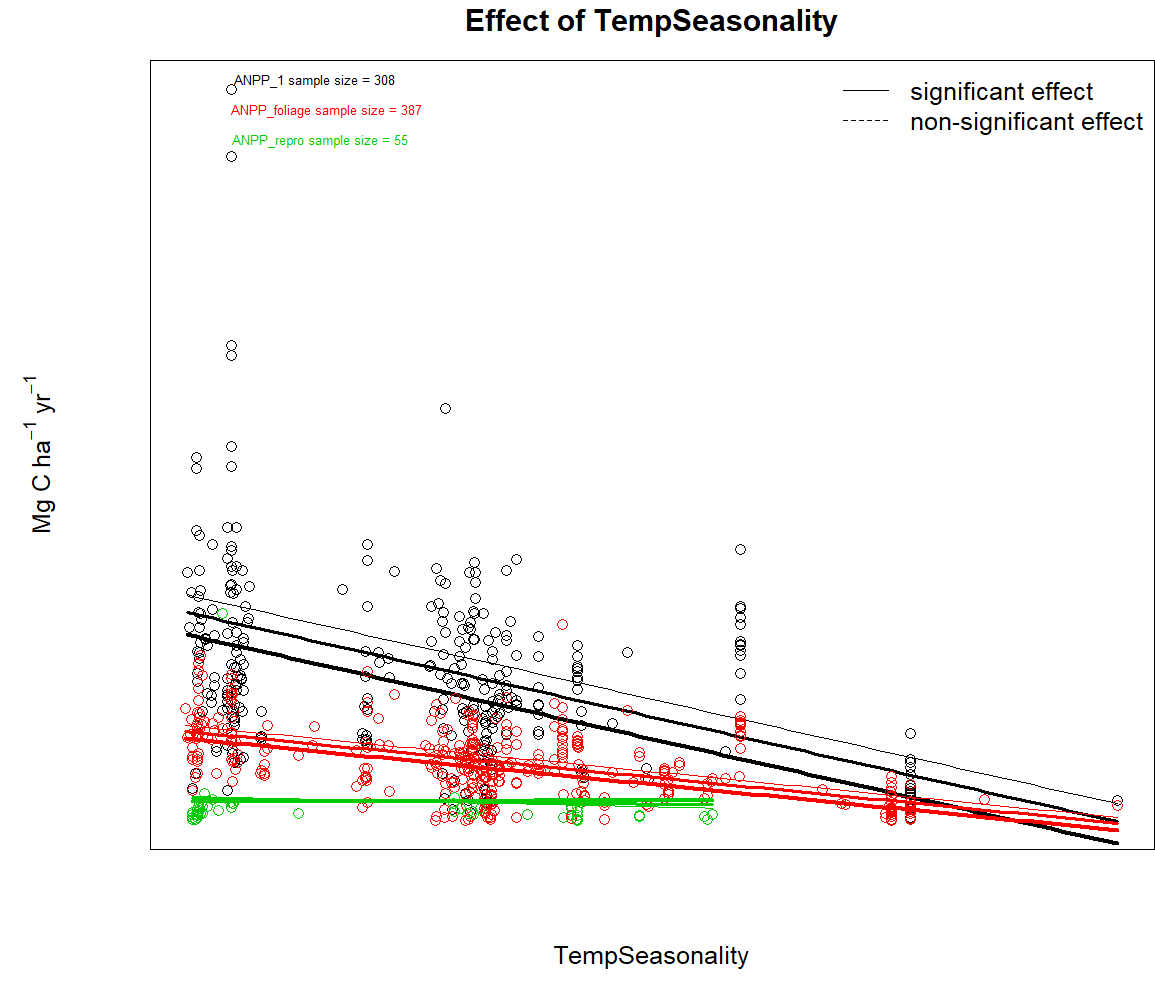 Effect of TempSeasonality
ANPP_1 sample size = 308
ANPP_foliage sample size = 387
ANPP_repro sample size = 55
significant effect
non-significant effect
Mg C ha⁻¹ yr⁻¹
TempSeasonality